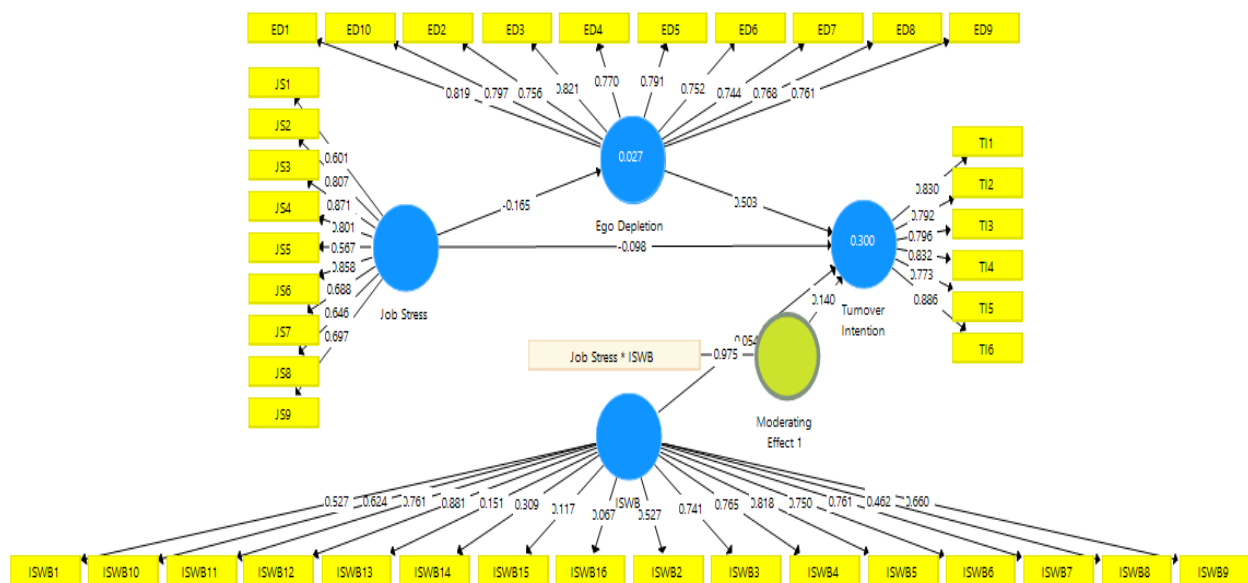 ED1 ED10 ED2 ED3 ED4 ED5 ED6 ED7 ED8 ED9
0.819 0.797 0.756 0.821 0.770 0.791 0.752 0.744 0.768 0.761
JS1
JS2
JS3
JS4
JS5
JS6
JS7
JS8
JS9
0.601
0.807
0.871
0.801
0.567
0.858
0.688
0.646
0.697
Job Stress
-0.165
0.027
Ego Depletion
0.503
-0.098
0.300
Turnover
Intention
0.830
0.792
0.796
0.832
0.773
0.886
TI1
TI2
TI3
TI4
TI5
TI6
0.140
0.054
0.975
Job Stress * ISWB
Moderating
Effect 1
ISWB
0.527 0.624 0.761 0.881 0.151 0.309 0.117 0.067 0.527 0.741 0.765 0.818 0.750 0.761 0.462 0.660
ISWB1 ISWB10 ISWB11 ISWB12 ISWB13 ISWB14 ISWB15 ISWB16 ISWB2 ISWB3 ISWB4 ISWB5 ISWB6 ISWB7 ISWB8 ISWB9